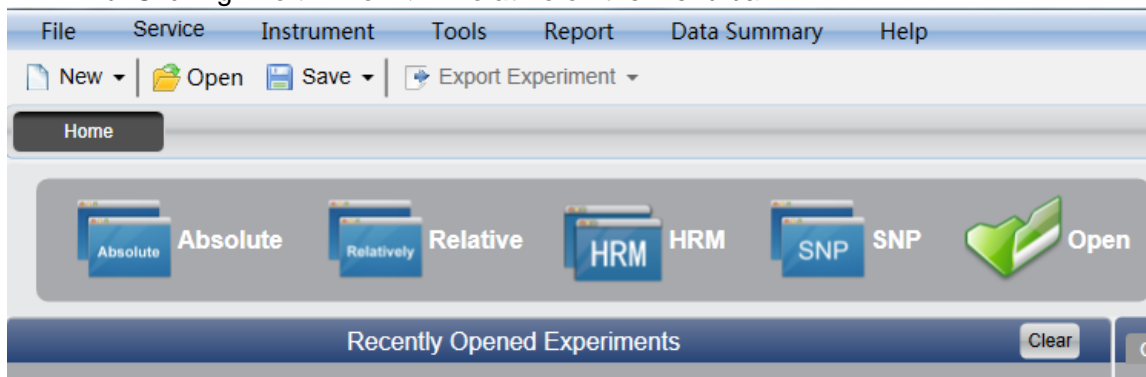 File Service Instrument Tools Report Data Summary Help
New Open Save Export Experiment
Home
Absolute Absolute Relatively Relative HRM HRM SNP SNP Open
Recently Opened Experiments Clear